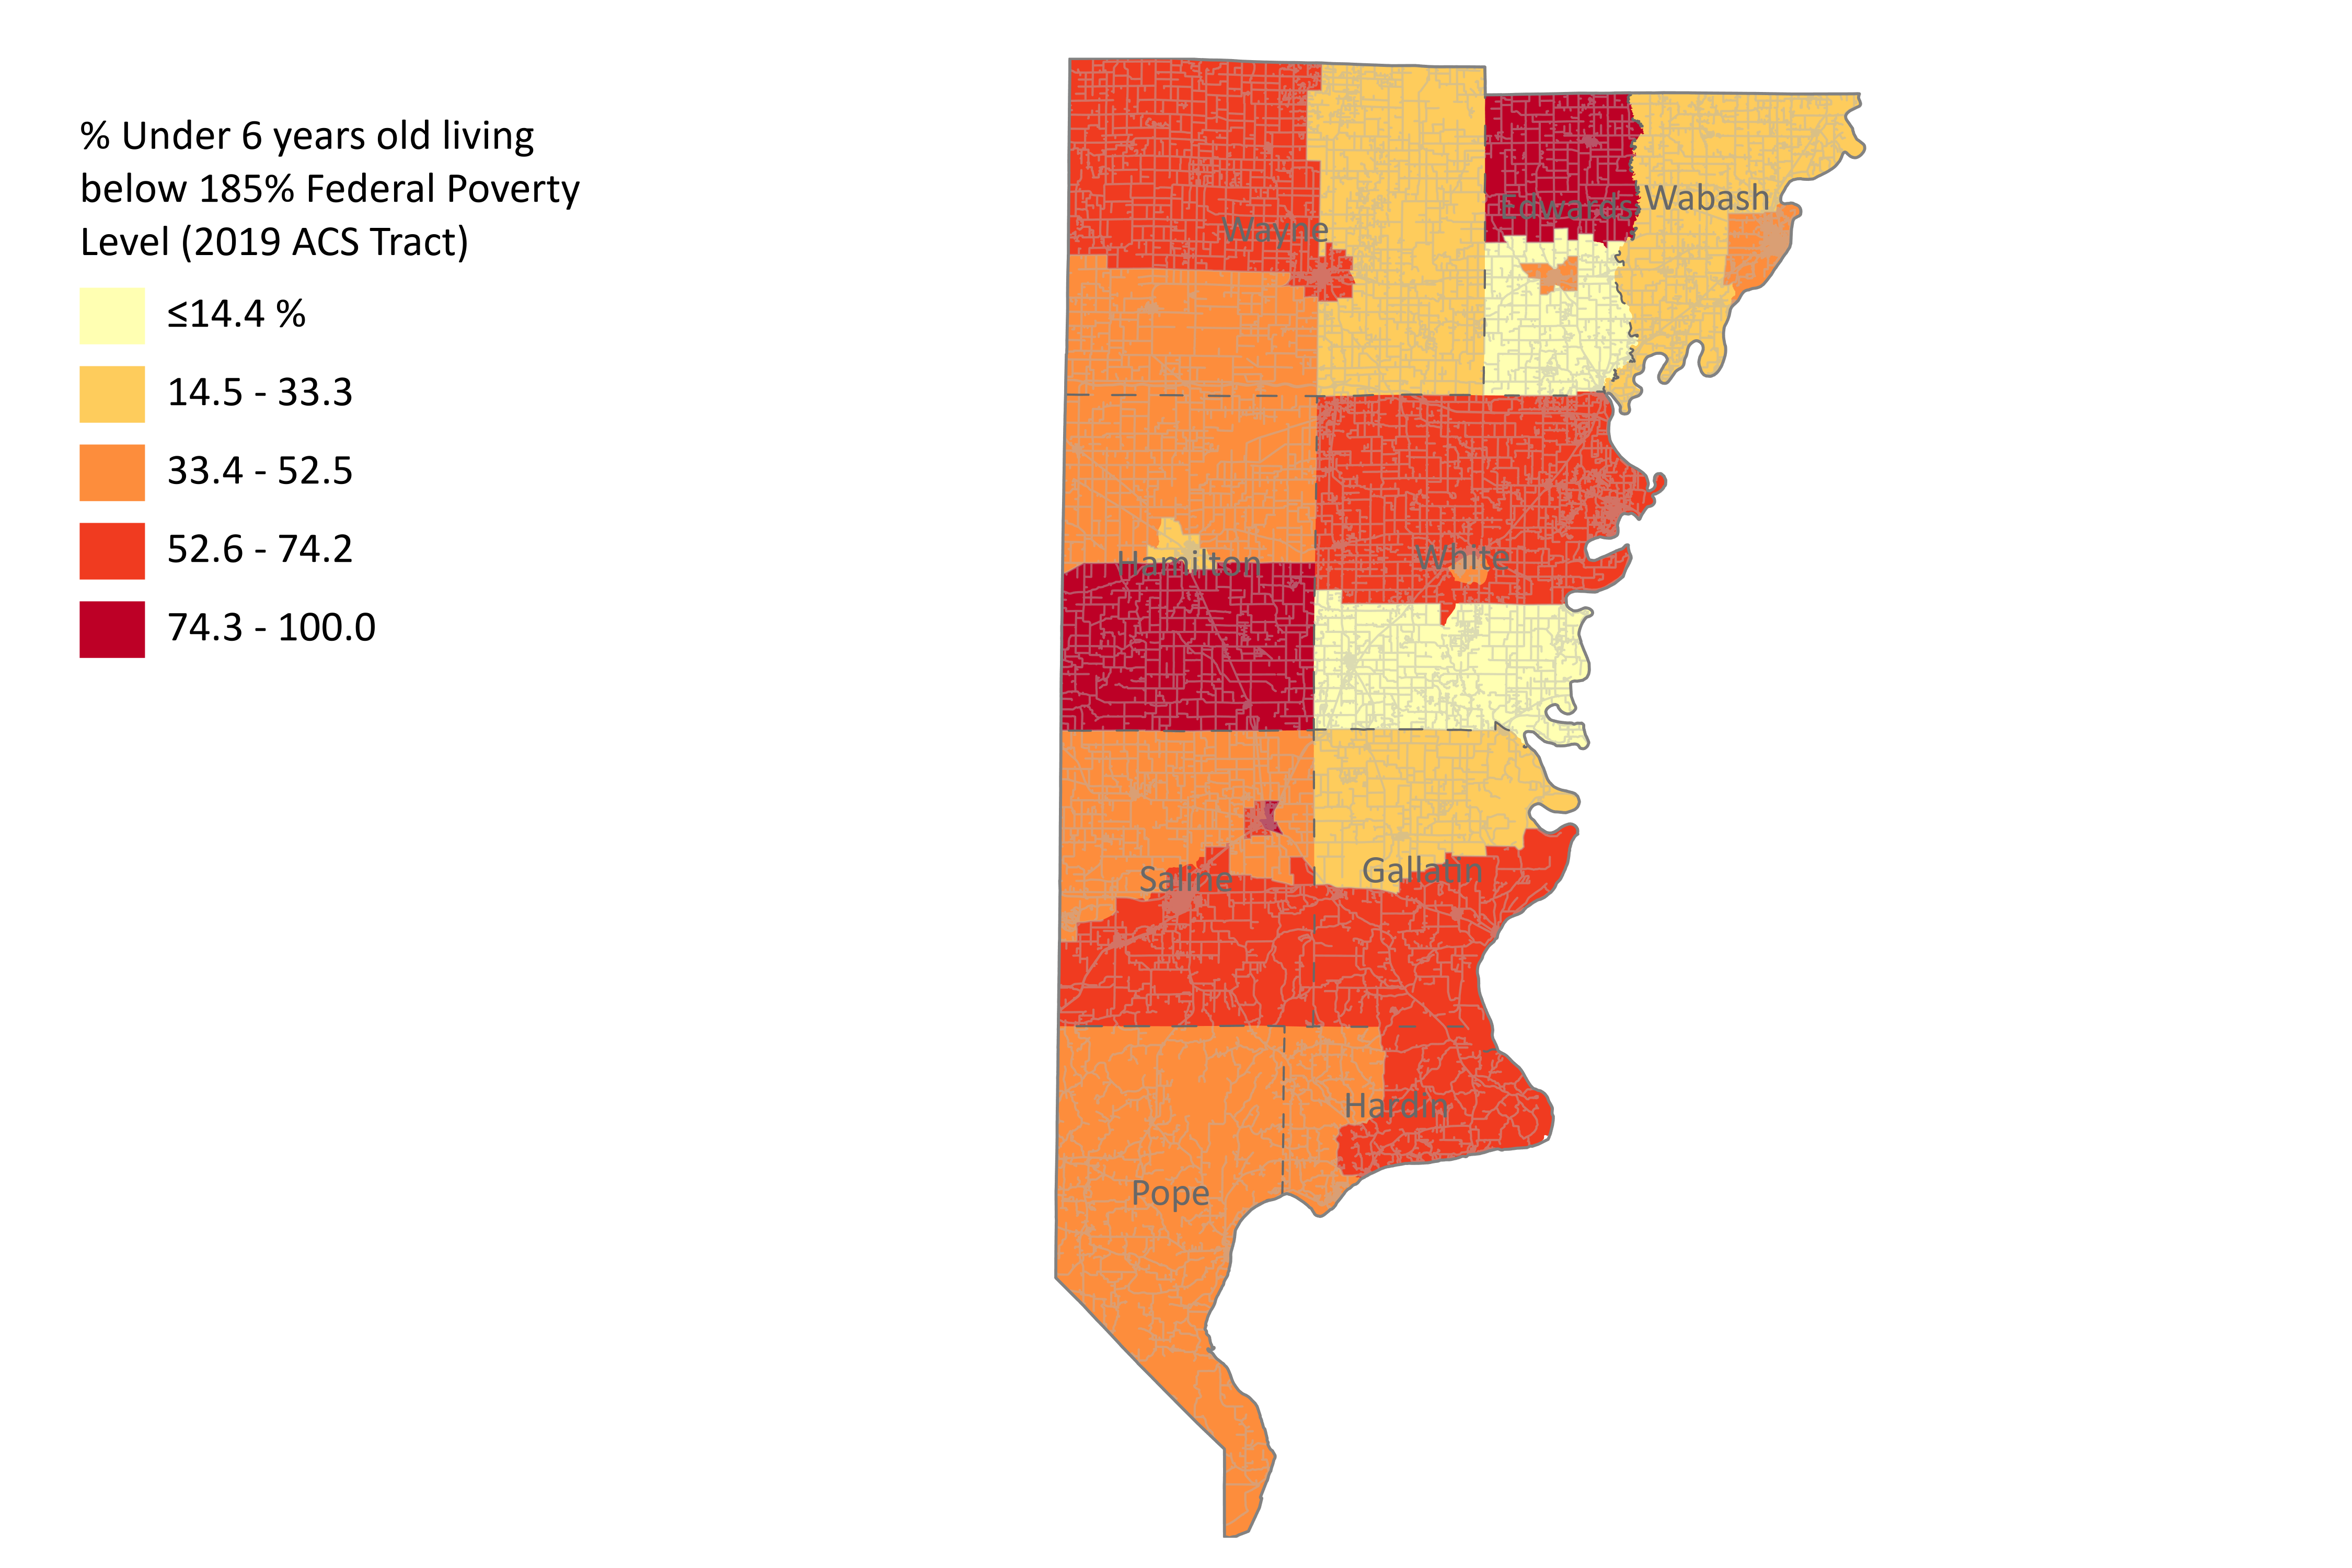 % Under 6 years old living
below 185% Federal Poverty
Level (2019 ACS Tract)
≤14.4 %
14.5 - 33.3
33.4 - 52.5
52.6 - 74.2
74.3 - 100.0
Wayne
Edwards
Wabash
Hamilton
White
Saline
Gallatin
Hardin
Pope